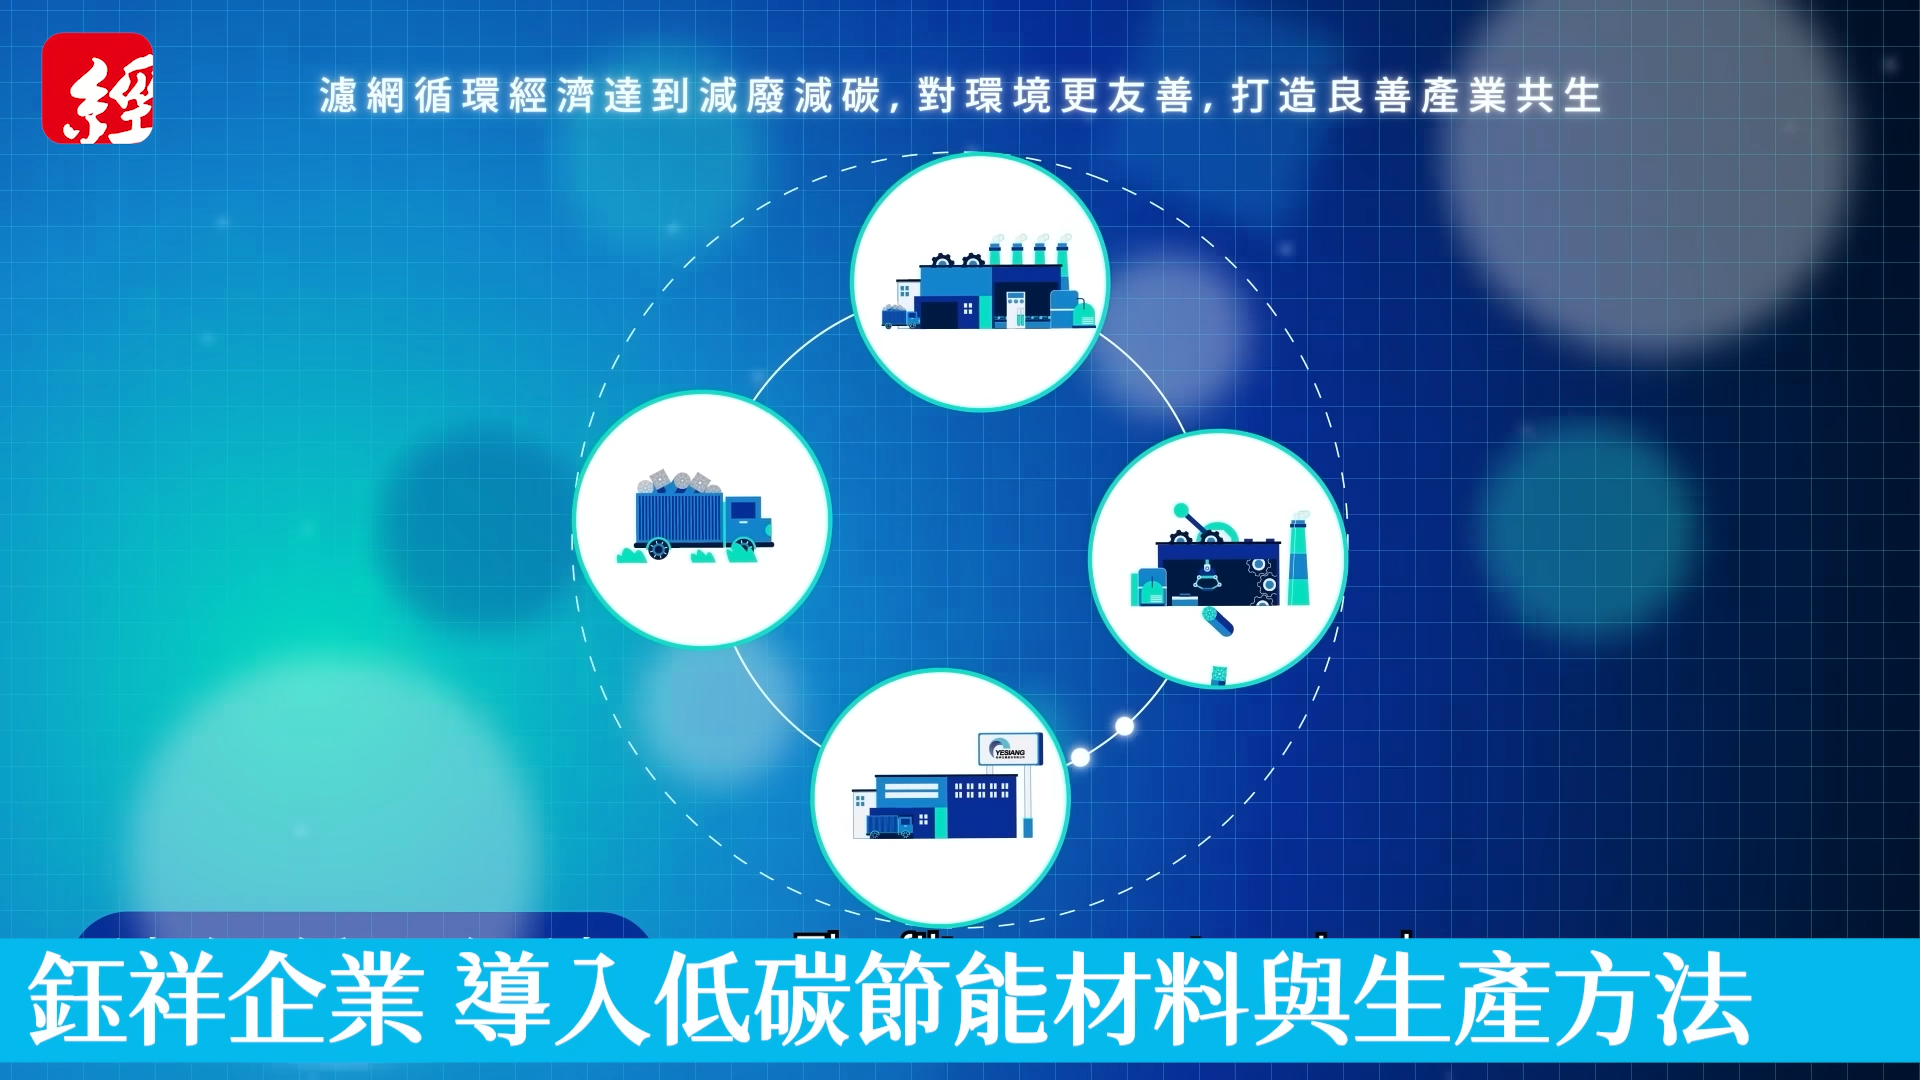 經
濾網循環經濟達到減廢減碳,對環境更友善,打造良善產業共生
YESIANG
鈺祥企業 導入低碳節能材料與生產方法